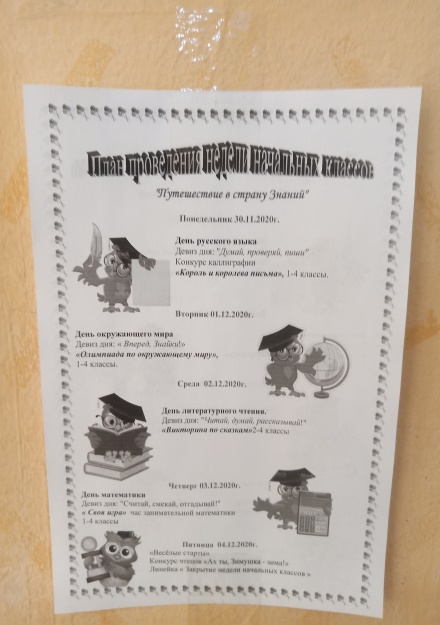 План проведения недели начальных классов
"Путешествие в страну Знаний"
Понедельник 30.11.2020г.
День русского языка
Девиз дня: "Думай, проверяй, пиши"
Конкурс каллиграфии
«Король и королева письма», 1-4 классы.
Вторник 01.12.2020г.
День окружающего мира
Девиз дня: « Вперед, Знайки!»
«Олимпиада по окружающему миру»,
1-4 классы.
Среда 02.12.2020г.
День литературного чтения.
Девиз дня: "Читай, думай, рассказывай!"
«Викторина по сказкам»2-4 классы
Четверг 03.12.2020г.
День математики
Девиз дня: "Считай, смекай, отгадывай!"
« Своя игра» час занимательной математики
1-4 классы
Пятница 04.12.2020г.
«Весёлые старты»
Конкурс чтецов «Ах ты, Зимушка - зима!»
Линейка « Закрытие недели начальных классов »